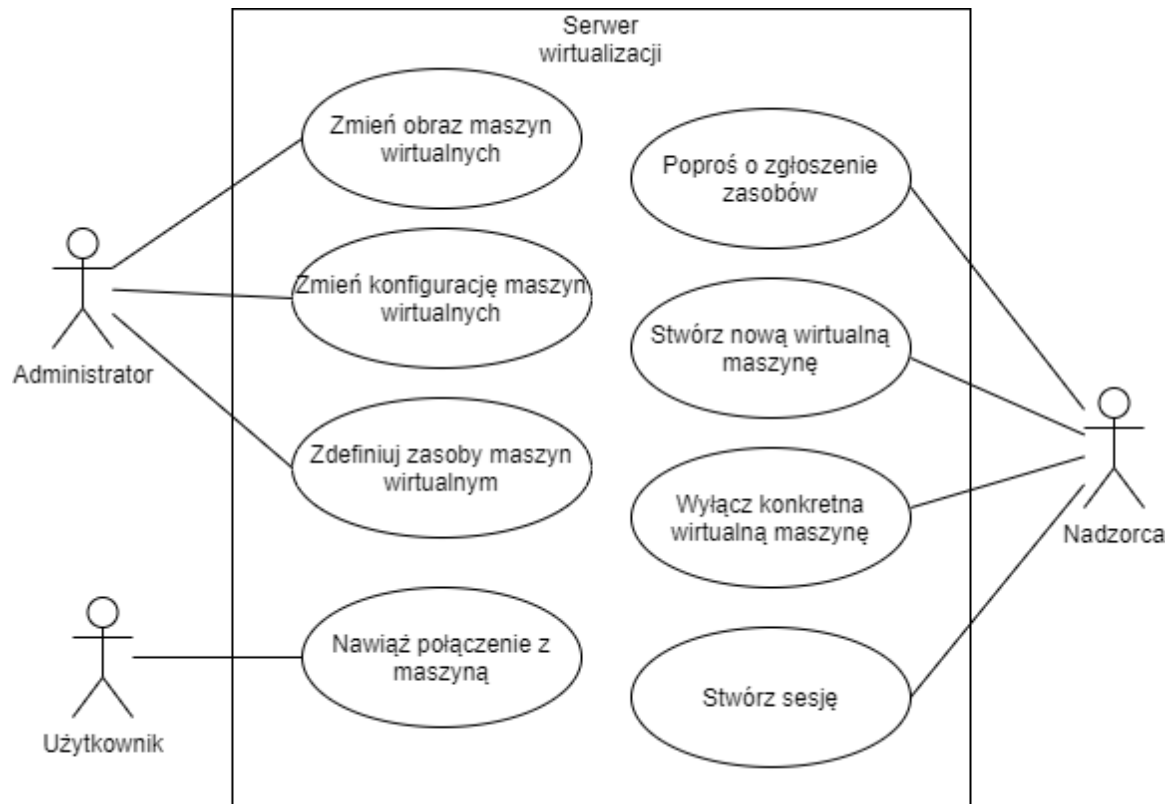 Serwer
wirtualizacji
Zmień obraz maszyn
wirtualnych
Poproś o zgłoszenie
zasobów
Zmień konfigurację maszyn
wirtualnych
Stwórz nową wirtualną
maszynę
Administrator
Zdefiniuj zasoby maszyn
wirtualnym
Wyłącz konkretna
wirtualną maszynę
Nadzorca
Nawiąż połączenie z
maszyną
Stwórz sesję
Użytkownik